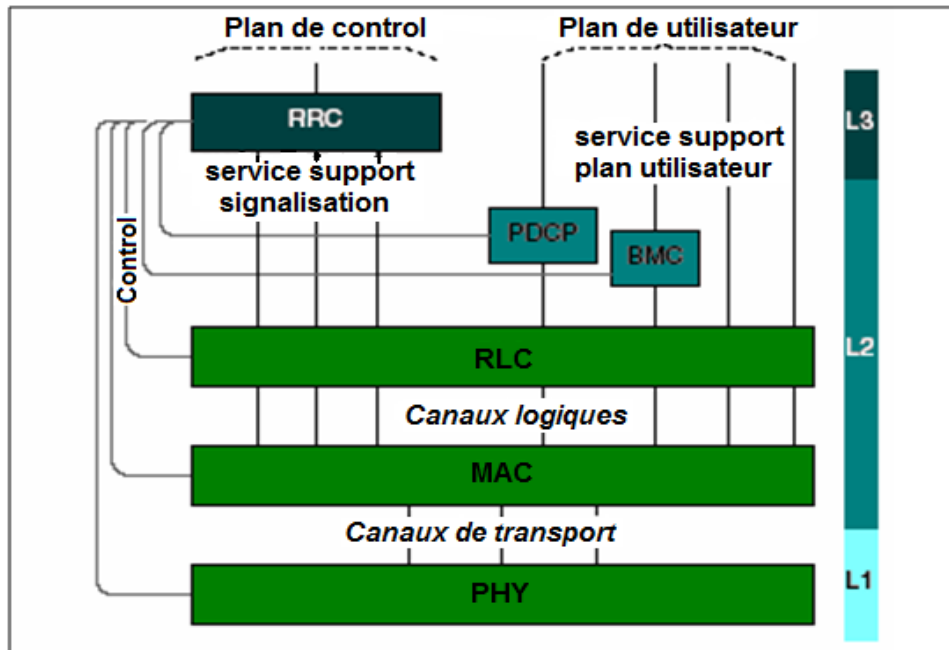 Plan de control
Plan de utilisateur
RRC
L3
service support
plan utilisateur
service support
signalisation
Control
PDCP
BMC
RLC
L2
Canaux logiques
MAC
Canaux de transport
PHY
L1